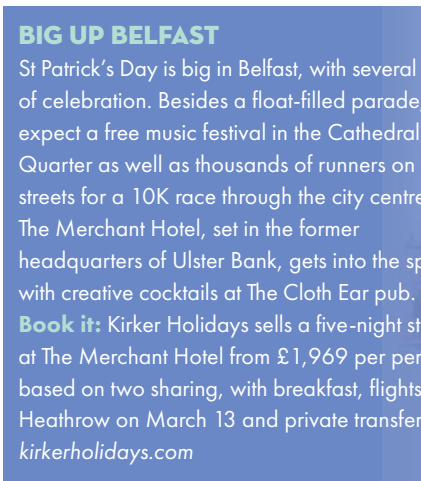 BIG UP BELFAST
St Patrick's Day is big in Belfast, with several
of celebration. Besides a float-filled parade,
expect a free music festival in the Cathedral
Quarter as well as thousands of runners on
streets for a 10K race through the city centre
The Merchant Hotel, set in the former
headquarters of Ulster Bank, gets into the
with creative cocktails at The Cloth Ear pub.
Book it: Kirker Holidays sells a five-night
at The Merchant Hotel from £1,969 per
based on two sharing, with breakfast, flights
Heathrow on March 13 and private
kirkerholidays.com